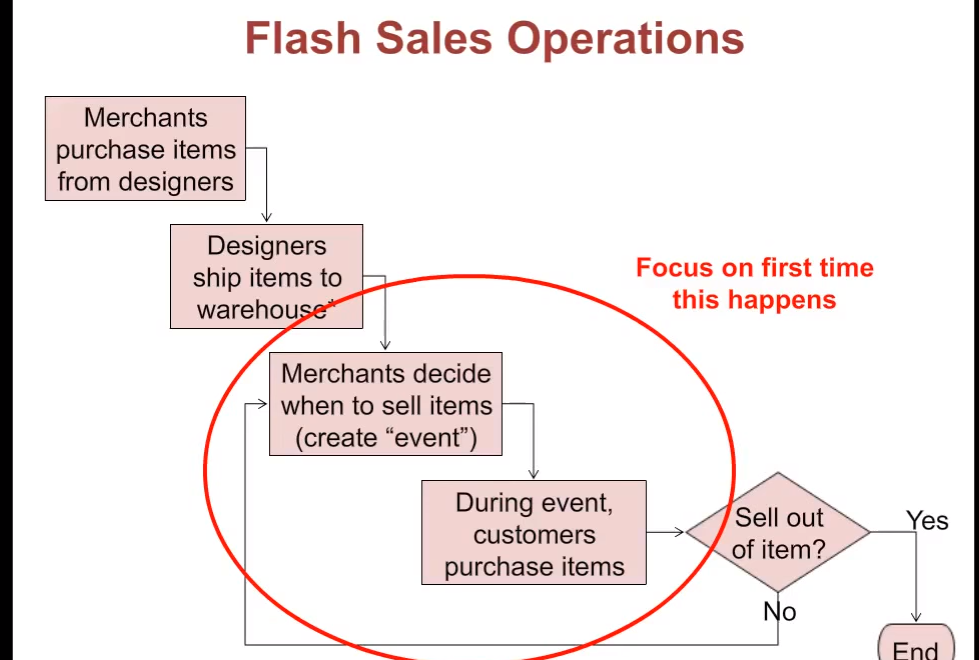 Flash Sales Operations
Merchants
purchase items
from designers
Designers
ship items to
warehouse*
Focus on first time
this happens
Merchants decide
when to sell items
(create “event”)
During event,
customers
purchase items
Sell out
of item?
Yes
No
End